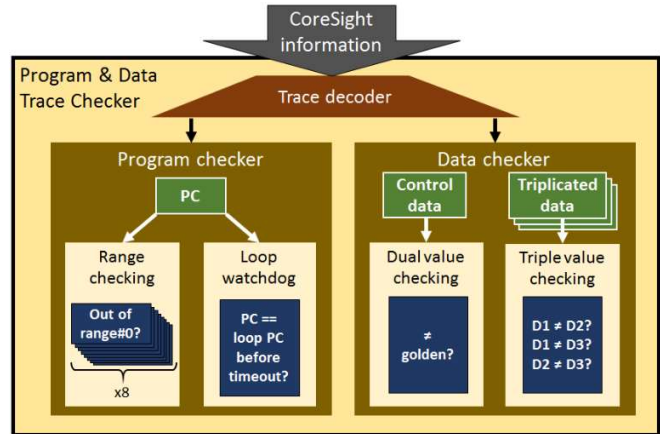 CoreSight
information
Program & Data
Trace Checker
Trace decoder
Program checker
PC
Range
checking
Out of
range#0?
x8
Loop
watchdog
PC ==
loop PC
before
timeout?
Data checker
Control
data
Triplicated
data
Dual value
checking
≠
golden?
Triple value
checking
D1 ≠ D2?
D1 ≠ D3?
D2 ≠ D3?